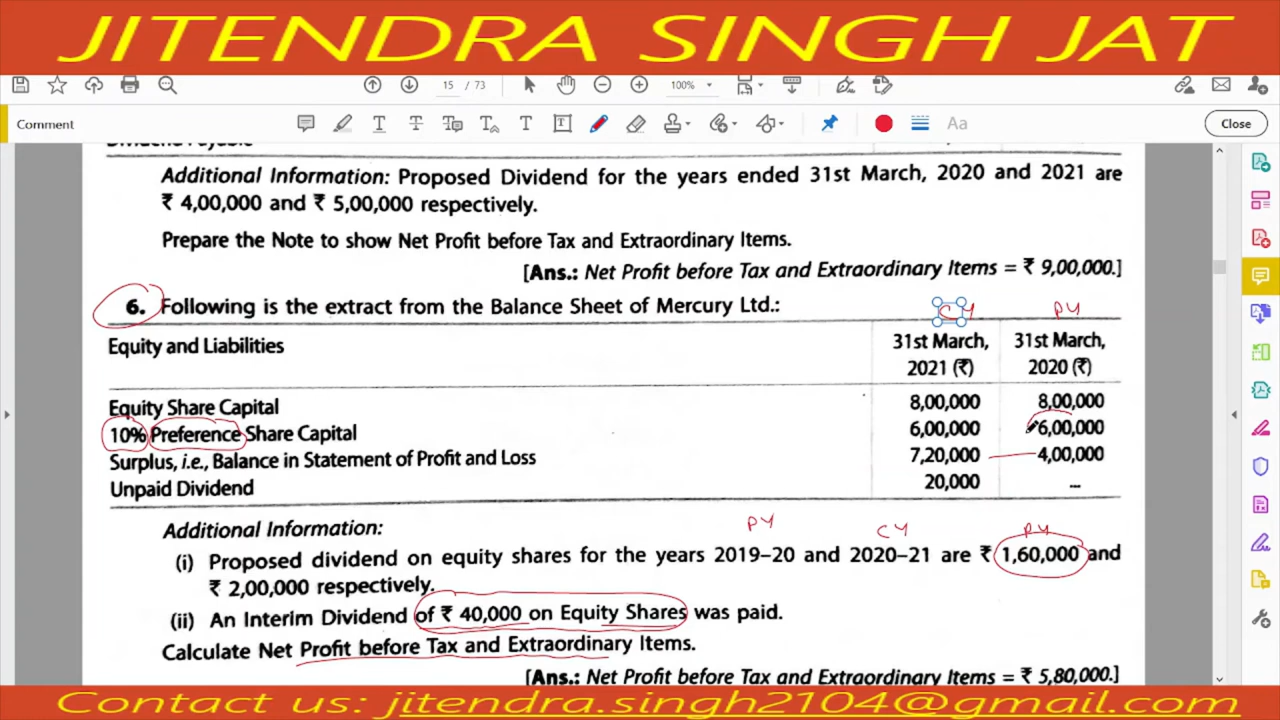 JITENDRA SINGH JAT
15 / 73
100%
Comment
Close
Additional Information: Proposed Dividend for the years ended 31st March, 2020 and 2021 are
₹ 4,00,000 and ₹ 5,00,000 respectively.
Prepare the Note to show Net Profit before Tax and Extraordinary Items.
[Ans.: Net Profit before Tax and Extraordinary Items = ₹ 9,00,000.]
6. Following is the extract from the Balance Sheet of Mercury Ltd.:
CY PY
Equity and Liabilities 31st March, 31st March,
2021 (₹) 2020 (₹)
Equity Share Capital 8,00,000 8,00,000
10% Preference Share Capital 6,00,000 6,00,000
Surplus, i.e., Balance in Statement of Profit and Loss 7,20,000 4,00,000
Unpaid Dividend 20,000 ...
Additional Information:
PY CY PY
(i) Proposed dividend on equity shares for the years 2019–20 and 2020–21 are ₹ 1,60,000 and
₹ 2,00,000 respectively.
(ii) An Interim Dividend of ₹ 40,000 on Equity Shares was paid.
Calculate Net Profit before Tax and Extraordinary Items.
[Ans.: Net Profit before Tax and Extraordinary Items = ₹ 5,80,000.]
Contact us: jitendra.singh2104@gmail.com